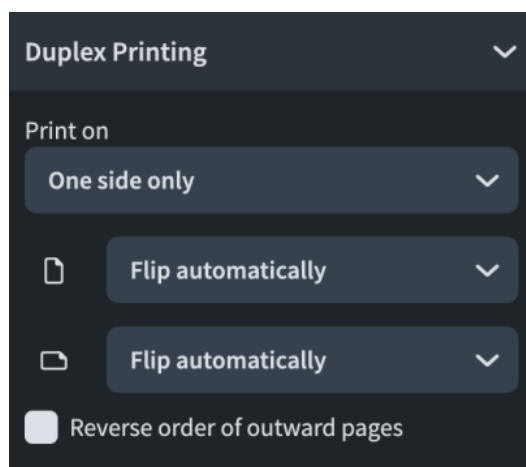 Duplex Printing
Print on
One side only
Flip automatically
Flip automatically
Reverse order of outward pages